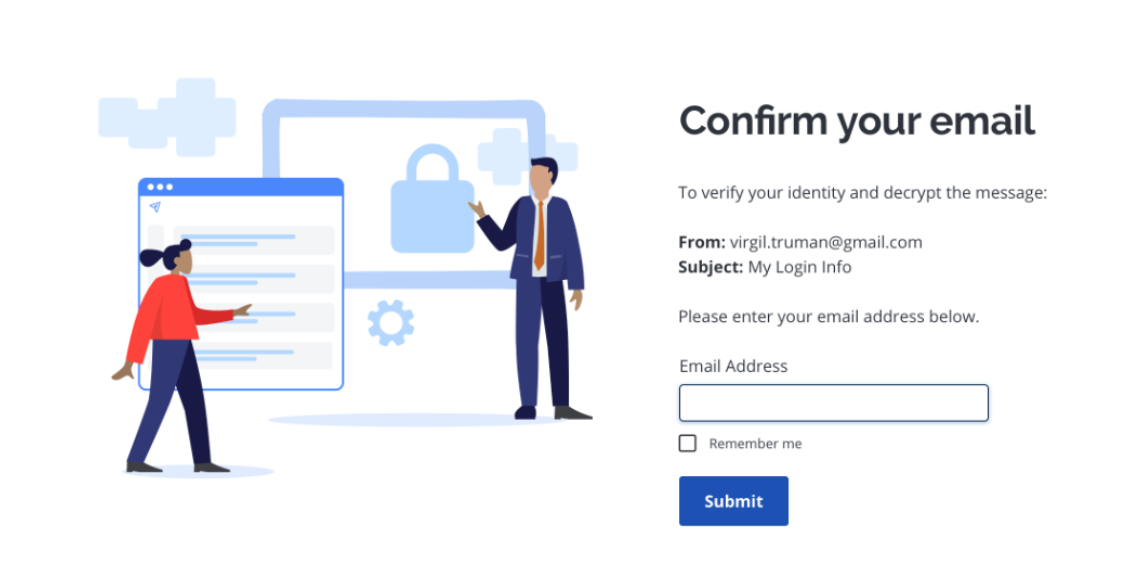 Confirm your email
To verify your identity and decrypt the message:
From: virgil.truman@gmail.com
Subject: My Login Info
Please enter your email address below.
Email Address
Remember me
Submit